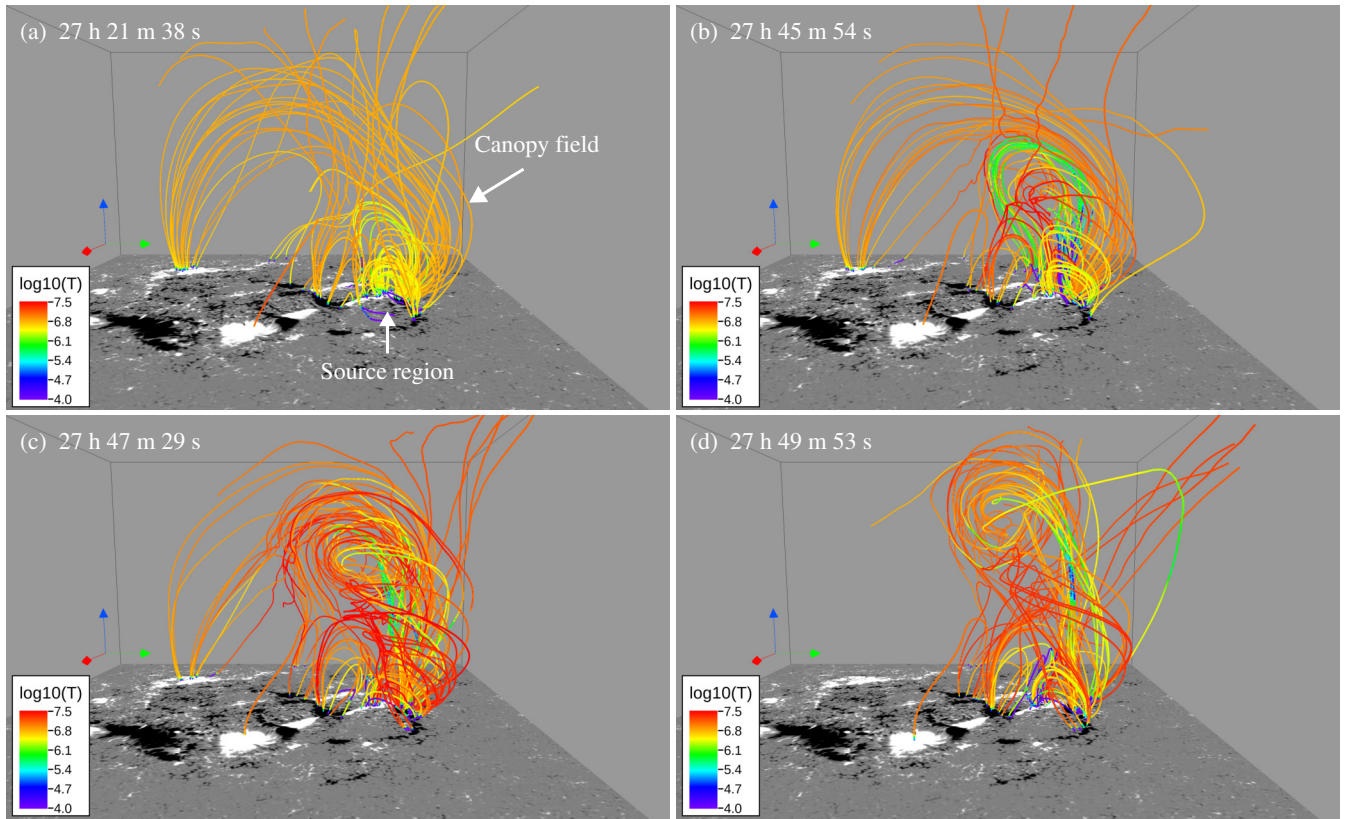 (a) 27 h 21 m 38 s
Canopy field
Source region
log10(T)
7.5
6.8
6.1
5.4
4.7
4.0
(b) 27 h 45 m 54 s
log10(T)
7.5
6.8
6.1
5.4
4.7
4.0
(c) 27 h 47 m 29 s
log10(T)
7.5
6.8
6.1
5.4
4.7
4.0
(d) 27 h 49 m 53 s
log10(T)
7.5
6.8
6.1
5.4
4.7
4.0